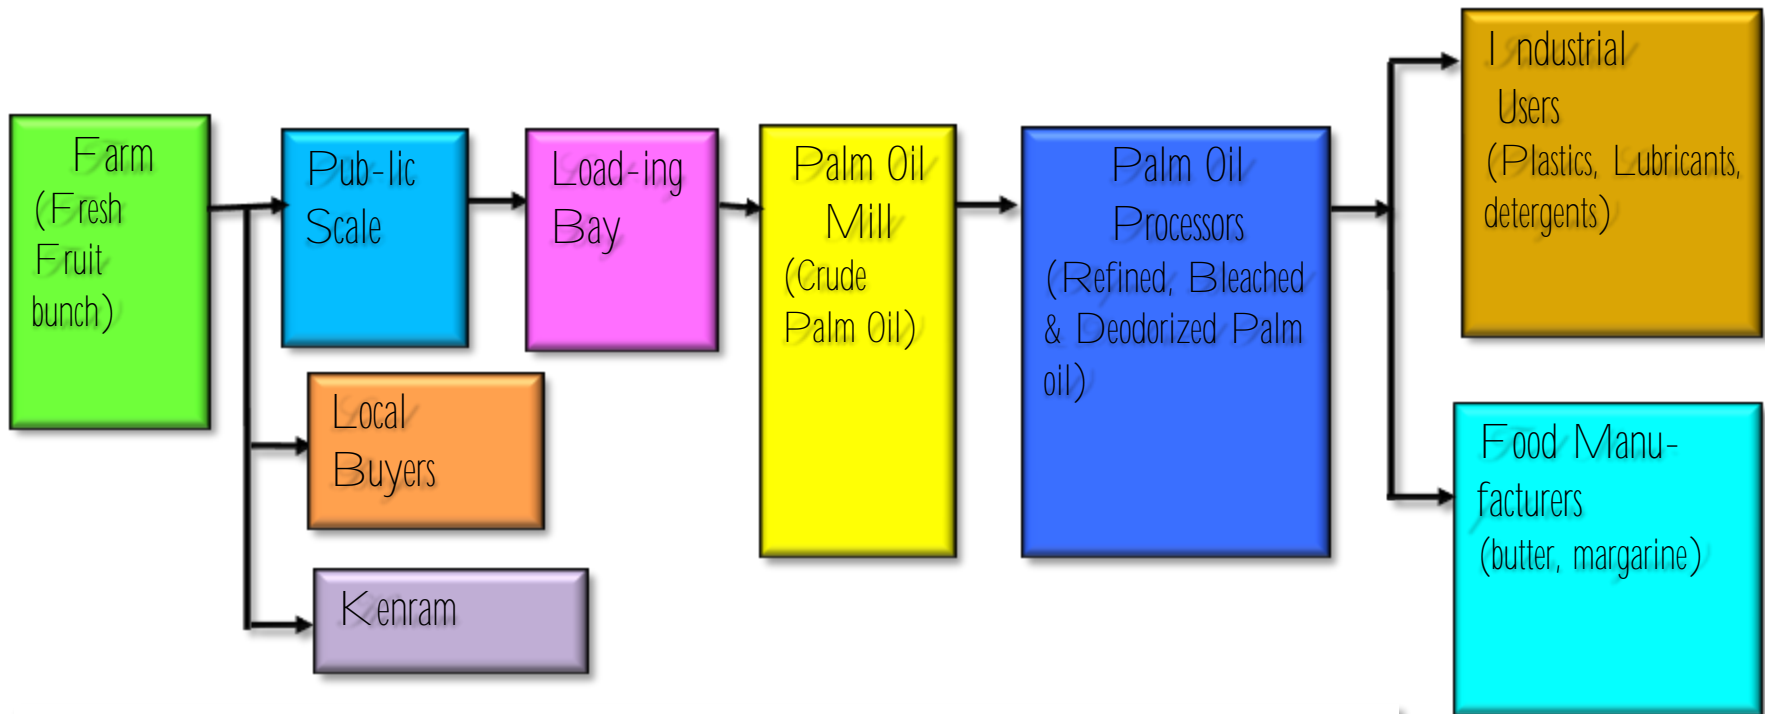 Farm
(Fresh
Fruit
bunch)
Pub-lic
Scale
Load-ing
Bay
Local
Buyers
Kenram
Palm Oil
Mill
(Crude
Palm Oil)
Palm Oil
Processors
(Refined, Bleached
& Deodorized Palm
oil)
Industrial
Users
(Plastics, Lubricants,
detergents)
Food Manu-
facturers
(butter, margarine)